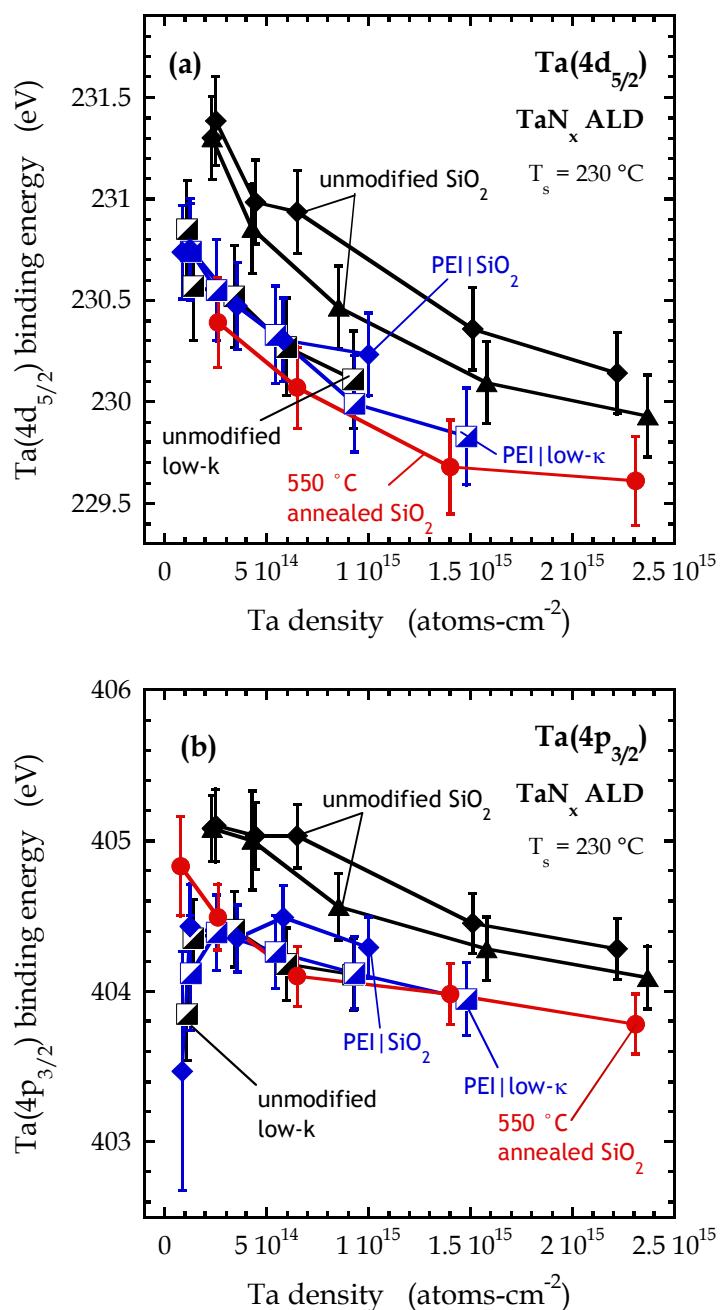 (a)
Ta(4d5/2)
TaNx ALD
Ts = 230 °C
unmodified SiO2
PEI|SiO2
unmodified
low-k
PEI|low-κ
550 °C
annealed SiO2
Ta(4d5/2) binding energy (eV)
231.5
231
230.5
230
229.5
0
5 10^14
1 10^15
1.5 10^15
2 10^15
2.5 10^15
Ta density (atoms-cm^-2)
(b)
Ta(4p3/2)
TaNx ALD
Ts = 230 °C
unmodified SiO2
PEI|SiO2
PEI|low-κ
unmodified
low-k
550 °C
annealed SiO2
Ta(4p3/2) binding energy (eV)
406
405
404
403
0
5 10^14
1 10^15
1.5 10^15
2 10^15
2.5 10^15
Ta density (atoms-cm^-2)